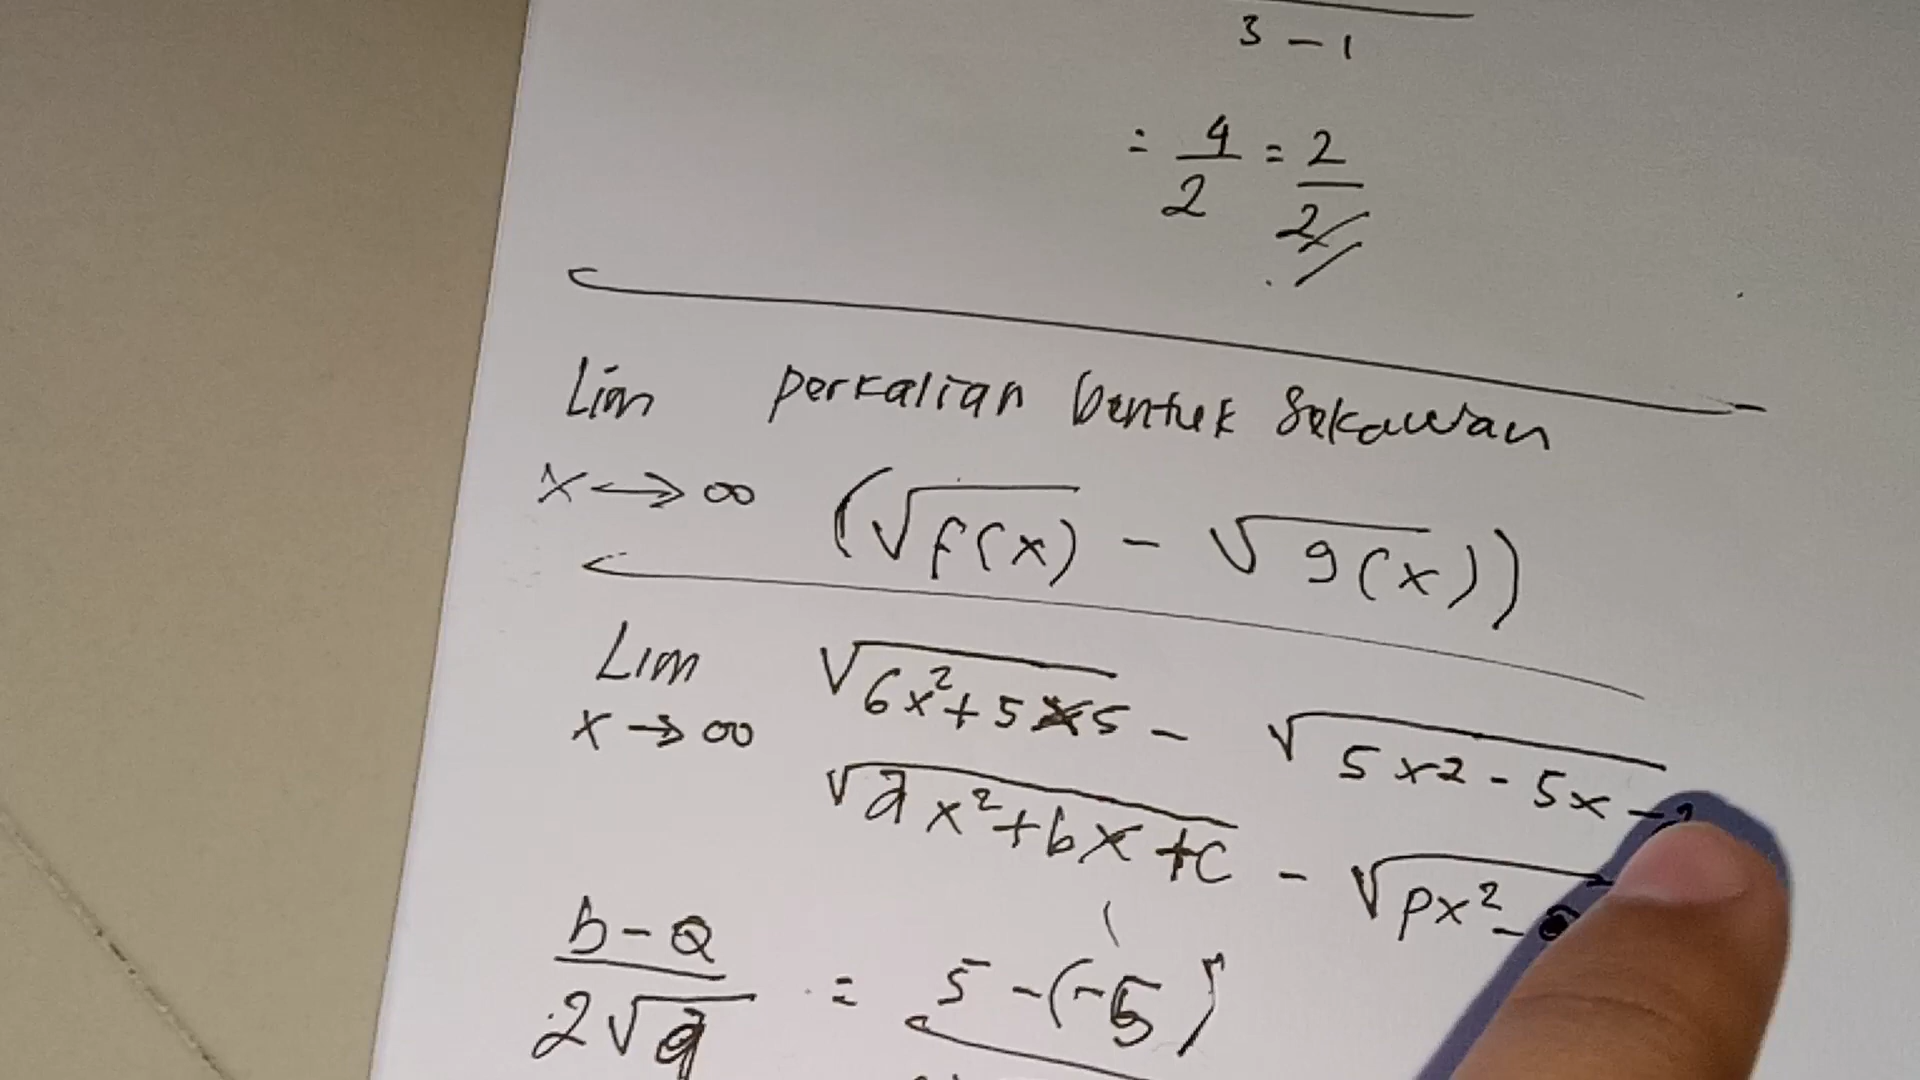 3 - 1
= 4/2 = 2/2
Lim perkalian bentuk sekawan
x → ∞ (√f(x) - √g(x))
Lim √6x²+5x5 - √5x2-5x-
x → ∞ √ax²+bx+c - √px²-
b-Q/2√a = 5-(-5)